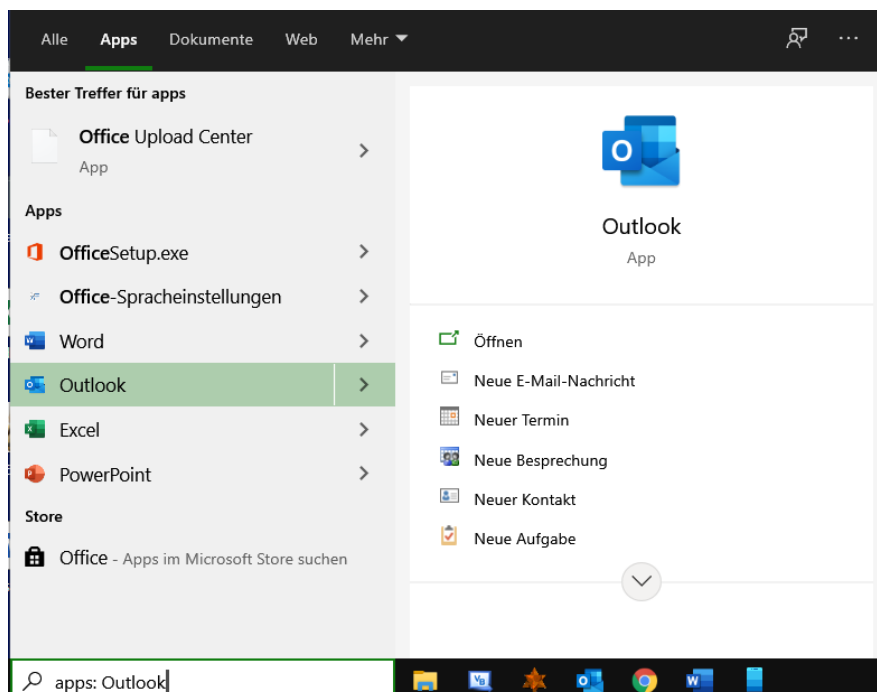 Alle Apps Dokumente Web Mehr
Bester Treffer für apps
Office Upload Center
App
Apps
OfficeSetup.exe
Office-Spracheinstellungen
Word
Outlook
Excel
PowerPoint
Store
Office - Apps im Microsoft Store suchen
apps: Outlook
Outlook
App
Öffnen
Neue E-Mail-Nachricht
Neuer Termin
Neue Besprechung
Neuer Kontakt
Neue Aufgabe